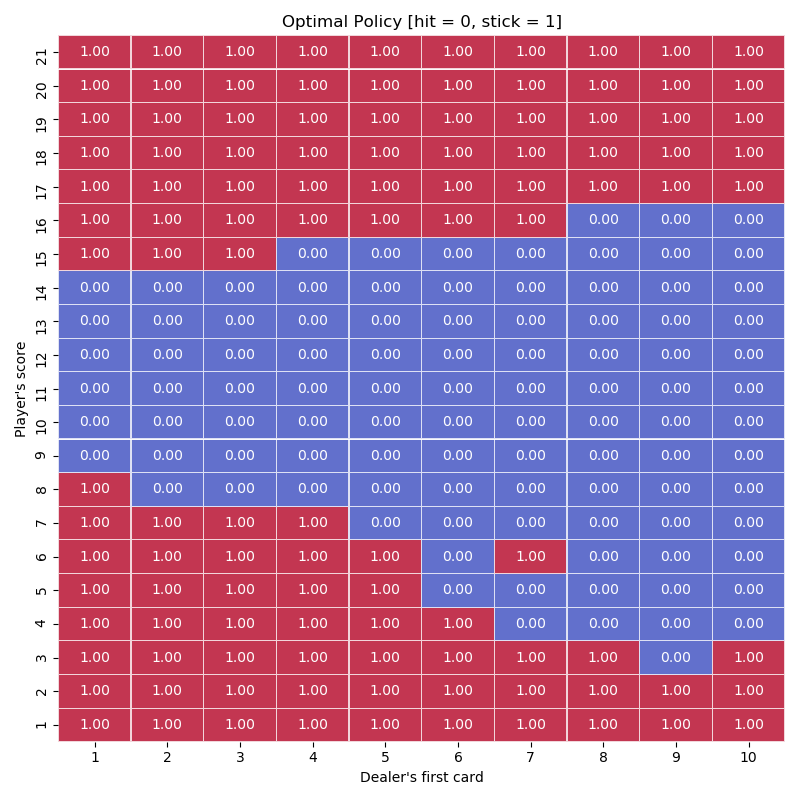 Optimal Policy [hit = 0, stick = 1]
21 1.00 1.00 1.00 1.00 1.00 1.00 1.00 1.00 1.00 1.00
20 1.00 1.00 1.00 1.00 1.00 1.00 1.00 1.00 1.00 1.00
19 1.00 1.00 1.00 1.00 1.00 1.00 1.00 1.00 1.00 1.00
18 1.00 1.00 1.00 1.00 1.00 1.00 1.00 1.00 1.00 1.00
17 1.00 1.00 1.00 1.00 1.00 1.00 1.00 1.00 1.00 1.00
16 1.00 1.00 1.00 1.00 1.00 1.00 1.00 0.00 0.00 0.00
15 1.00 1.00 1.00 0.00 0.00 0.00 0.00 0.00 0.00 0.00
14 0.00 0.00 0.00 0.00 0.00 0.00 0.00 0.00 0.00 0.00
13 0.00 0.00 0.00 0.00 0.00 0.00 0.00 0.00 0.00 0.00
12 0.00 0.00 0.00 0.00 0.00 0.00 0.00 0.00 0.00 0.00
11 0.00 0.00 0.00 0.00 0.00 0.00 0.00 0.00 0.00 0.00
10 0.00 0.00 0.00 0.00 0.00 0.00 0.00 0.00 0.00 0.00
9 0.00 0.00 0.00 0.00 0.00 0.00 0.00 0.00 0.00 0.00
8 1.00 0.00 0.00 0.00 0.00 0.00 0.00 0.00 0.00 0.00
7 1.00 1.00 1.00 1.00 0.00 0.00 0.00 0.00 0.00 0.00
6 1.00 1.00 1.00 1.00 1.00 0.00 1.00 0.00 0.00 0.00
5 1.00 1.00 1.00 1.00 1.00 0.00 0.00 0.00 0.00 0.00
4 1.00 1.00 1.00 1.00 1.00 1.00 0.00 0.00 0.00 0.00
3 1.00 1.00 1.00 1.00 1.00 1.00 1.00 1.00 0.00 1.00
2 1.00 1.00 1.00 1.00 1.00 1.00 1.00 1.00 1.00 1.00
1 1.00 1.00 1.00 1.00 1.00 1.00 1.00 1.00 1.00 1.00
Player's score
1 2 3 4 5 6 7 8 9 10
Dealer's first card